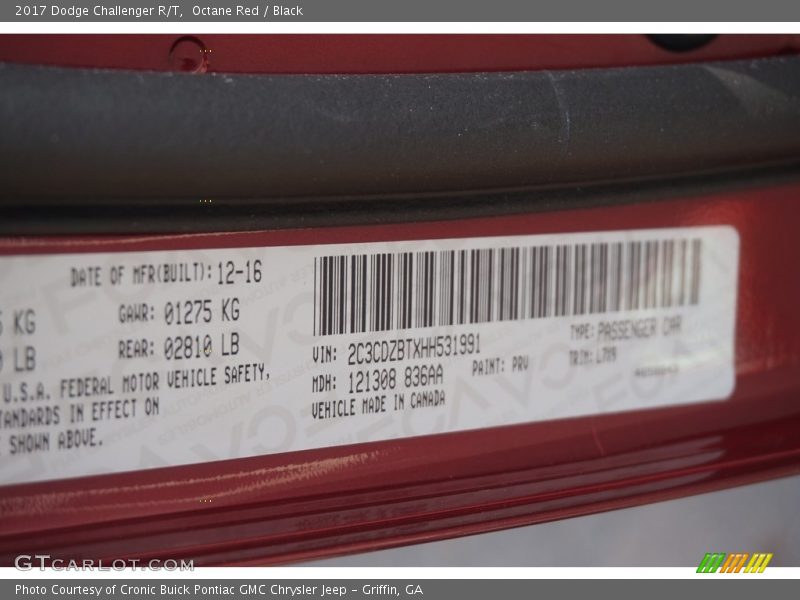 2017 Dodge Challenger R/T, Octane Red / Black
DATE OF MFR(BUILT): 12-16
KG GAWR: 01275 KG
LB REAR: 02810 LB
U.S.A. FEDERAL MOTOR VEHICLE SAFETY,
STANDARDS IN EFFECT ON
SHOWN ABOVE.
VIN: 2C3CDZBTXHH531991 TYPE: PASSENGER CAR
MDH: 121308 836AA PAINT: PRV TRIM:
VEHICLE MADE IN CANADA
GTCARLOT.COM
Photo Courtesy of Cronic Buick Pontiac GMC Chrysler Jeep - Griffin, GA